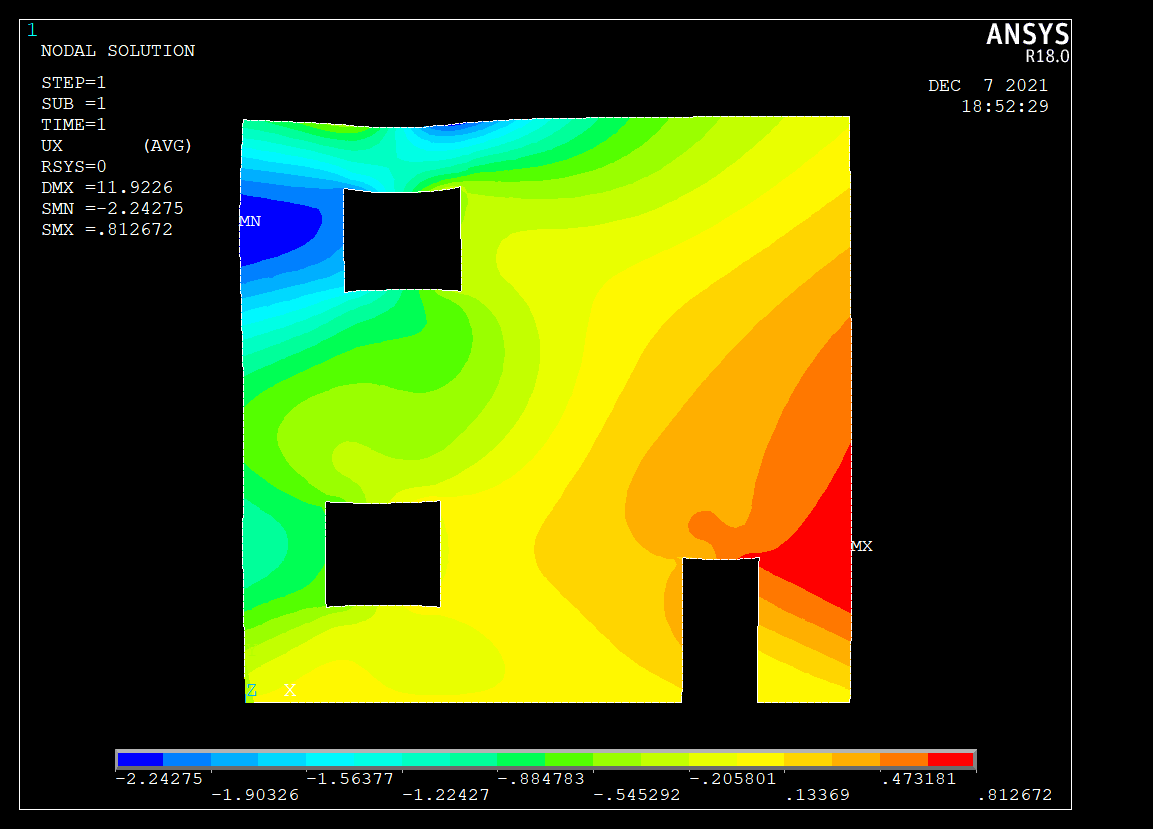 1
ANSYS
R18.0
NODAL SOLUTION
STEP=1
SUB =1
TIME=1
UX (AVG)
RSYS=0
DMX =11.9226
SMN =-2.24275
SMX =.812672
DEC 7 2021
18:52:29
MN
MX
Z X
-2.24275 -1.56377 -.884783 -.205801 .473181
-1.90326 -1.22427 -.545292 .13369 .812672